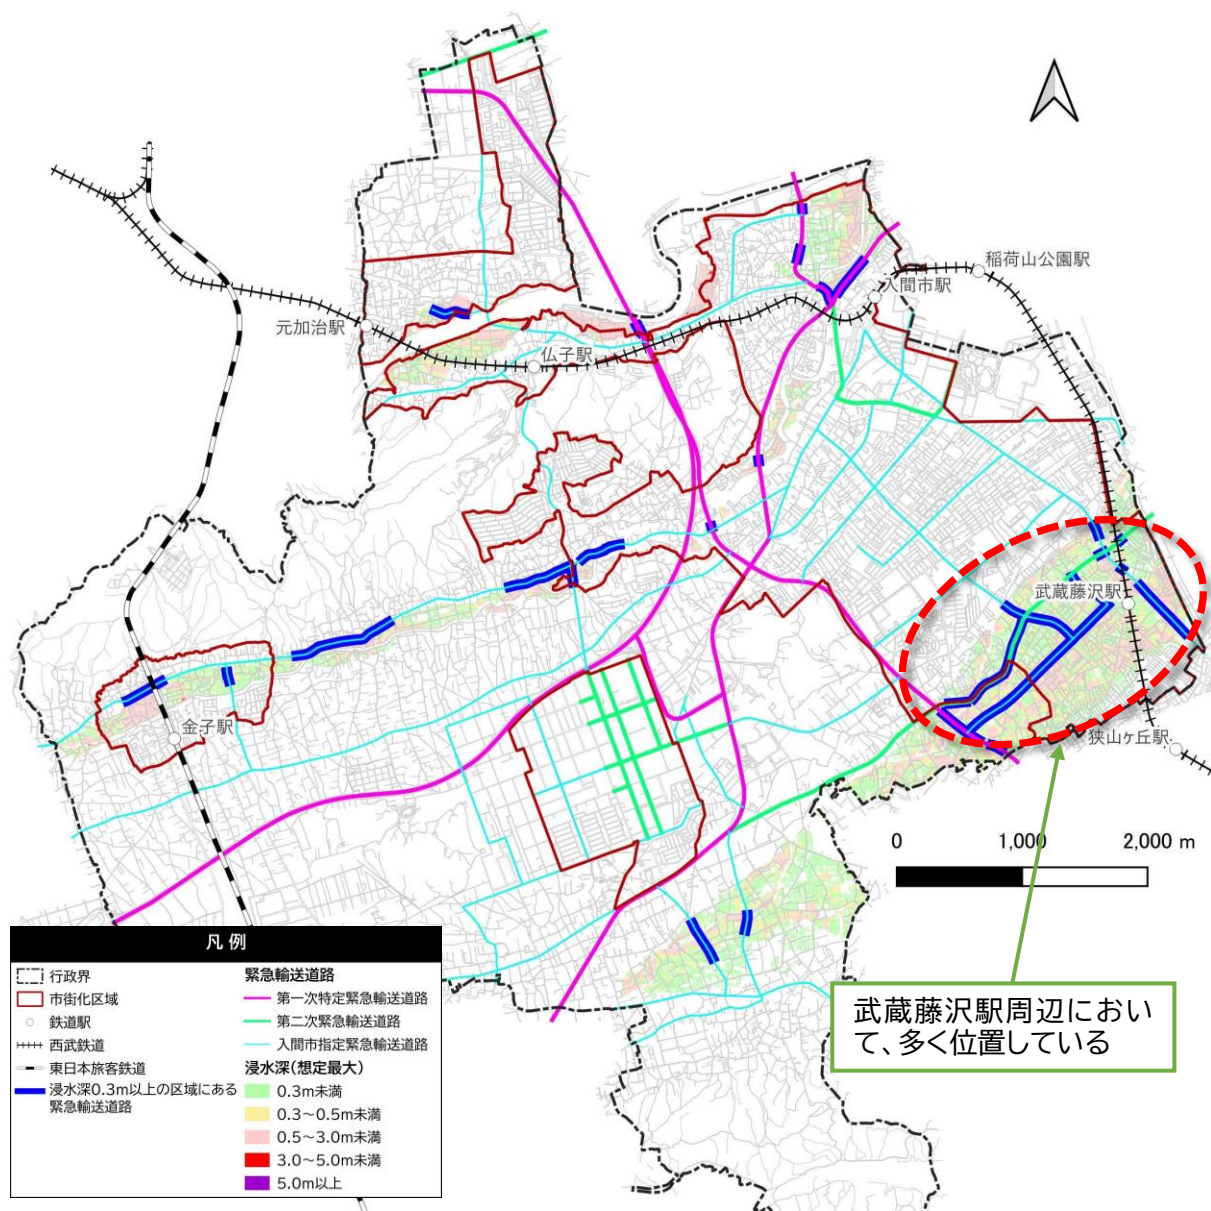 稲荷山公園駅
入間市駅
元加治駅
仏子駅
武蔵藤沢駅
金子駅
狭山ヶ丘駅
0 1,000 2,000 m
武蔵藤沢駅周辺におい
て、多く位置している
凡例
行政界
市街化区域
鉄道駅
西武鉄道
東日本旅客鉄道
浸水深0.3m以上の区域にある
緊急輸送道路
緊急輸送道路
第一次特定緊急輸送道路
第二次緊急輸送道路
入間市指定緊急輸送道路
浸水深(想定最大)
0.3m未満
0.3～0.5m未満
0.5～3.0m未満
3.0～5.0m未満
5.0m以上